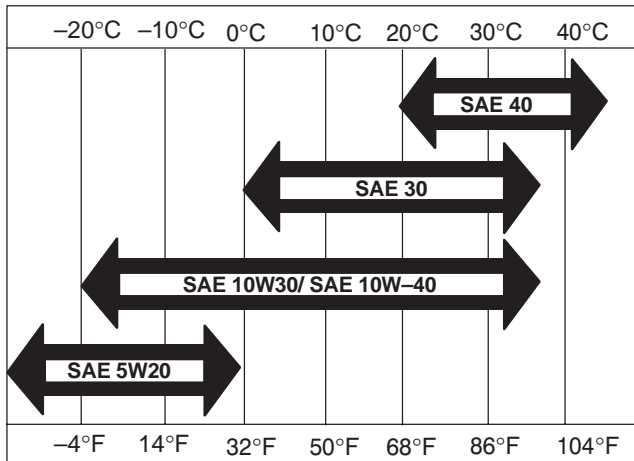 –20°C –10°C 0°C 10°C 20°C 30°C 40°C
SAE 40
SAE 30
SAE 10W30/ SAE 10W–40
SAE 5W20
–4°F 14°F 32°F 50°F 68°F 86°F 104°F